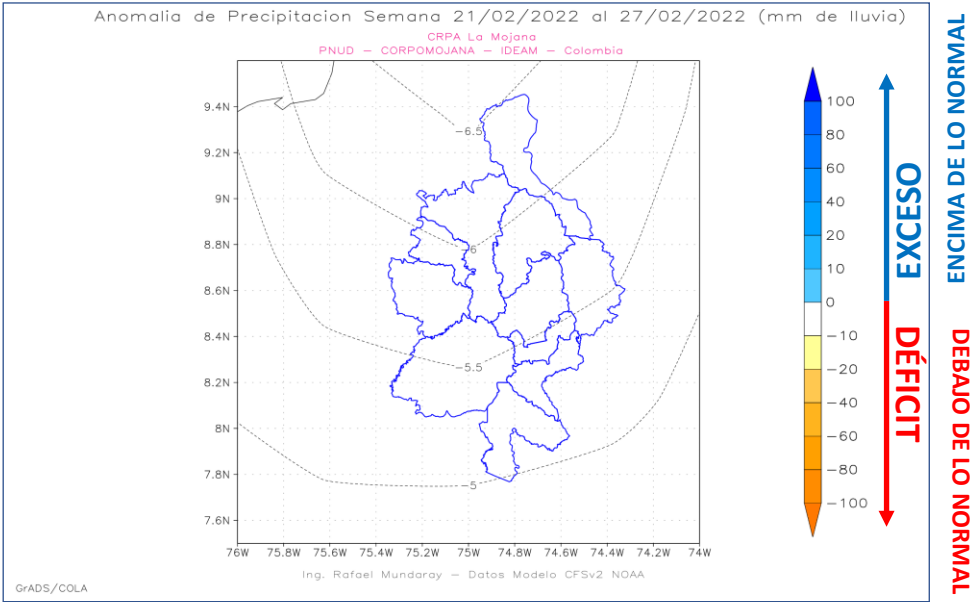 Anomalia de Precipitacion Semana 21/02/2022 al 27/02/2022 (mm de lluvia)
CRPA La Mojana
PNUD – CORPOMOJANA – IDEAM – Colombia
9.4N
9.2N
9N
8.8N
8.6N
8.4N
8.2N
8N
7.8N
7.6N
76W 75.8W 75.6W 75.4W 75.2W 75W 74.8W 74.6W 74.4W 74.2W 74W
−6.5
−6
−5.5
−5
100
80
60
40
20
10
0
−10
−20
−40
−60
−80
−100
EXCESO
DÉFICIT
ENCIMA DE LO NORMAL
DEBAJO DE LO NORMAL
Ing. Rafael Mundaray – Datos Modelo CFSv2 NOAA
GrADS/COLA